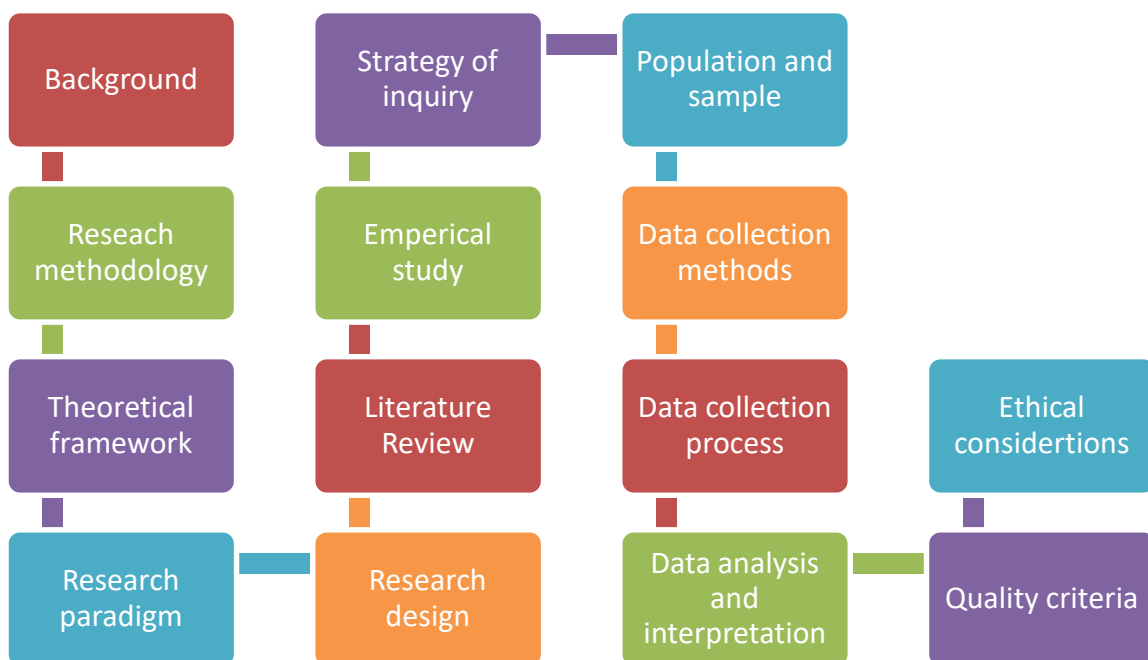 Background
Reseach
methodology
Theoretical
framework
Research
paradigm
Research
design
Literature
Review
Emperical
study
Strategy of
inquiry
Population and
sample
Data collection
methods
Data collection
process
Data analysis
and
interpretation
Quality criteria
Ethical
considertions